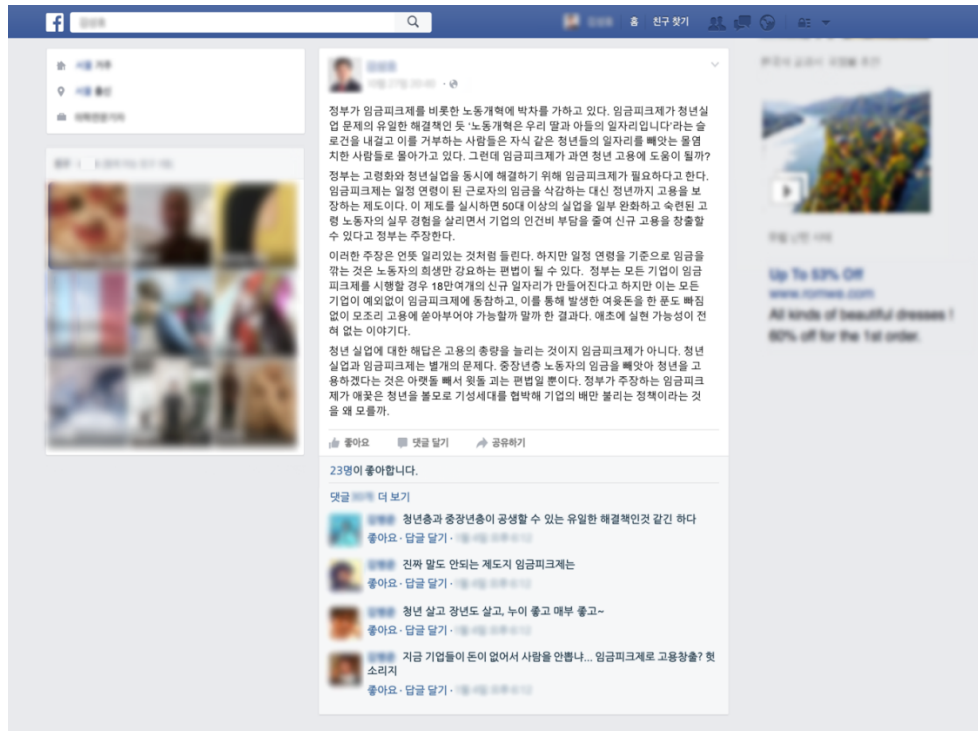 홈 친구 찾기
정부가 임금피크제를 비롯한 노동개혁에 박차를 가하고 있다. 임금피크제가 청년실
업 문제의 유일한 해결책인 듯 ‘노동개혁은 우리 딸과 아들의 일자리입니다’라는 슬
로건을 내걸고 이를 거부하는 사람들은 자식 같은 청년들의 일자리를 빼앗는 몰염
치한 사람들로 몰아가고 있다. 그런데 임금피크제가 과연 청년 고용에 도움이 될까?
정부는 고령화와 청년실업을 동시에 해결하기 위해 임금피크제가 필요하다고 한다.
임금피크제는 일정 연령이 된 근로자의 임금을 삭감하는 대신 정년까지 고용을 보
장하는 제도이다. 이 제도를 실시하면 50대 이상의 실업을 일부 완화하고 숙련된 고
령 노동자의 실무 경험을 살리면서 기업의 인건비 부담을 줄여 신규 고용을 창출할
수 있다고 정부는 주장한다.
이러한 주장은 언뜻 일리있는 것처럼 들린다. 하지만 일정 연령을 기준으로 임금을
깎는 것은 노동자의 희생만 강요하는 편법이 될 수 있다. 정부는 모든 기업이 임금
피크제를 시행할 경우 18만여개의 신규 일자리가 만들어진다고 하지만 이는 모든
기업이 예외없이 임금피크제에 동참하고, 이를 통해 발생한 여윳돈을 한 푼도 빠짐
없이 모조리 고용에 쏟아부어야 가능할까 말까 한 결과다. 애초에 실현 가능성이 전
혀 없는 이야기다.
청년 실업에 대한 해답은 고용의 총량을 늘리는 것이지 임금피크제가 아니다. 청년
실업과 임금피크제는 별개의 문제다. 중장년층 노동자의 임금을 빼앗아 청년을 고
용하겠다는 것은 아랫돌 빼서 윗돌 괴는 편법일 뿐이다. 정부가 주장하는 임금피크
제가 애꿎은 청년을 볼모로 기성세대를 협박해 기업의 배만 불리는 정책이라는 것
을 왜 모를까.
좋아요 댓글 달기 공유하기
23명이 좋아합니다.
댓글 더 보기
청년층과 중장년층이 공생할 수 있는 유일한 해결책인것 같긴 하다
좋아요 · 답글 달기 ·
진짜 말도 안되는 제도지 임금피크제는
좋아요 · 답글 달기 ·
청년 살고 장년도 살고, 누이 좋고 매부 좋고~
좋아요 · 답글 달기 ·
지금 기업들이 돈이 없어서 사람을 안뽑냐... 임금피크제로 고용창출? 헛
소리지
좋아요 · 답글 달기 ·
Up To 53% Off
www.romwe.com
All kinds of beautiful dresses !
60% off for the 1st order.